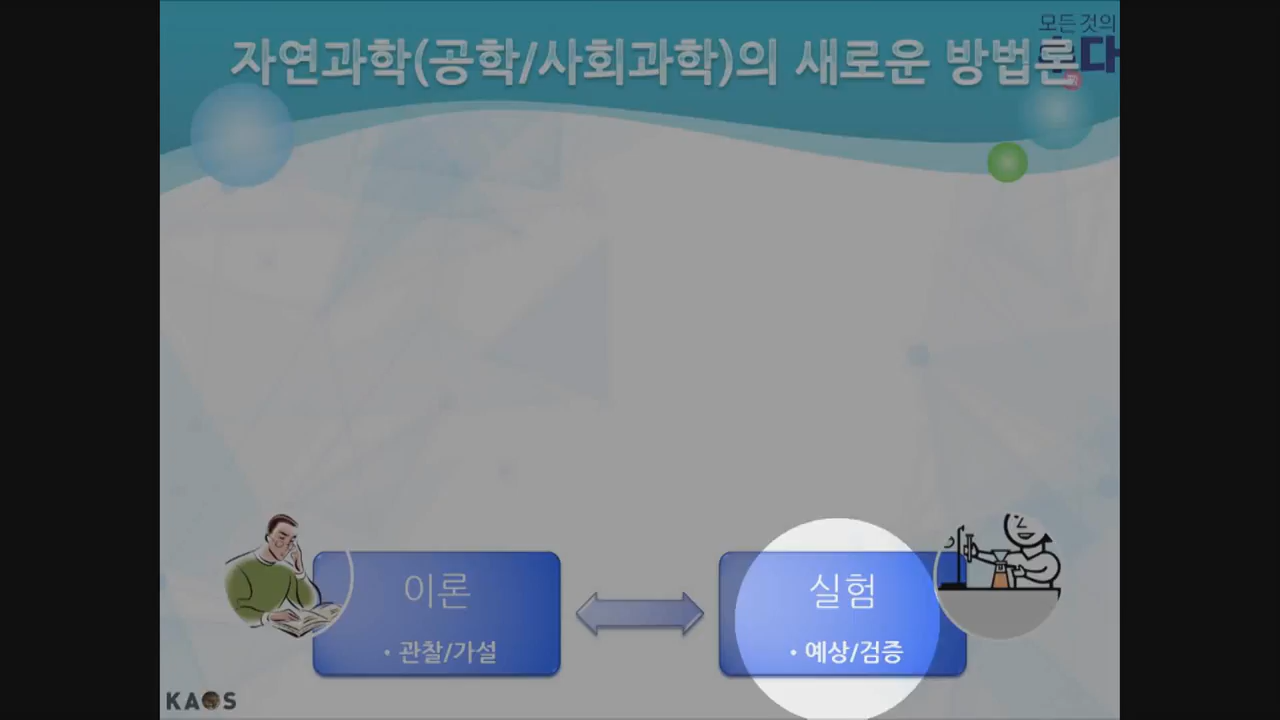 모든 것의
자연과학(공학/사회과학)의 새로운 방법론
이론
• 관찰/가설
실험
• 예상/검증
KAOS